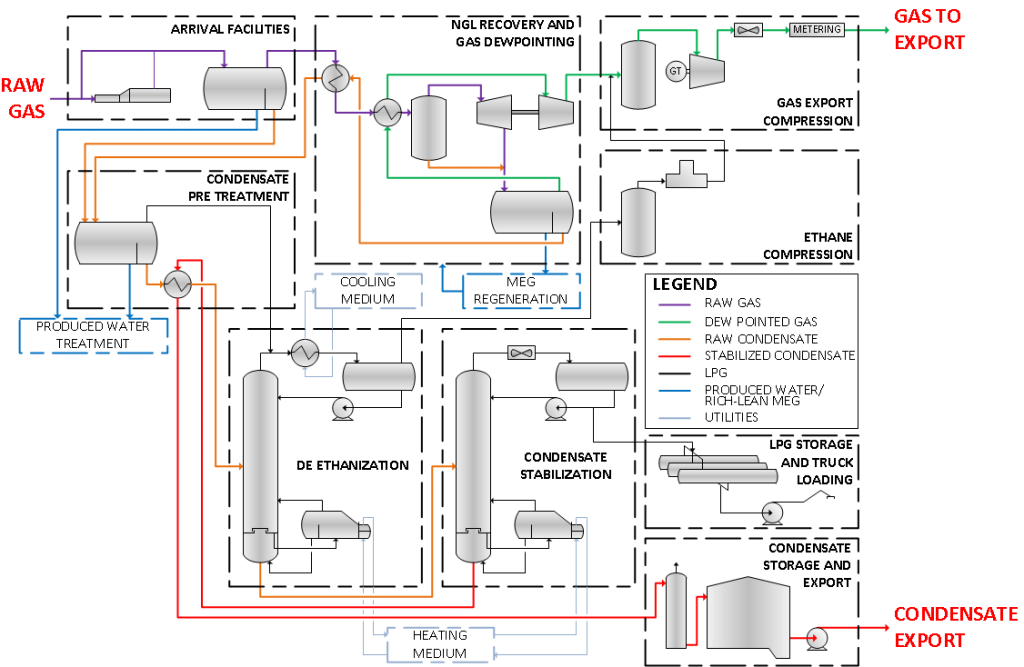 ARRIVAL FACILITIES
RAW
GAS
NGL RECOVERY AND
GAS DEWPOINTING
GT
METERING
GAS EXPORT
COMPRESSION
GAS TO
EXPORT
CONDENSATE
PRE TREATMENT
ETHANE
COMPRESSION
PRODUCED WATER
TREATMENT
COOLING
MEDIUM
MEG
REGENERATION
LEGEND
RAW GAS
DEW POINTED GAS
RAW CONDENSATE
STABILIZED CONDENSATE
LPG
PRODUCED WATER/
RICH-LEAN MEG
UTILITIES
DE ETHANIZATION
CONDENSATE
STABILIZATION
LPG STORAGE
AND TRUCK
LOADING
CONDENSATE
STORAGE AND
EXPORT
HEATING
MEDIUM
CONDENSATE
EXPORT